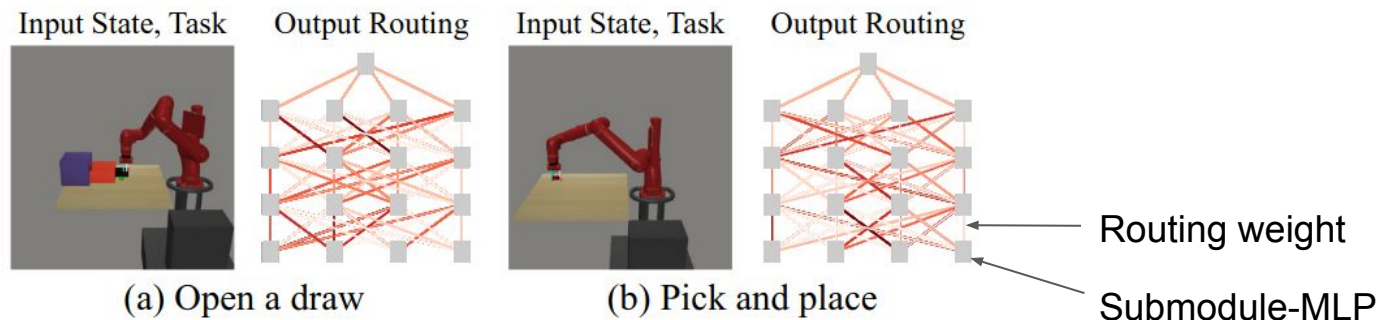 Input State, Task Output Routing Input State, Task Output Routing
Routing weight
Submodule-MLP
(a) Open a draw (b) Pick and place